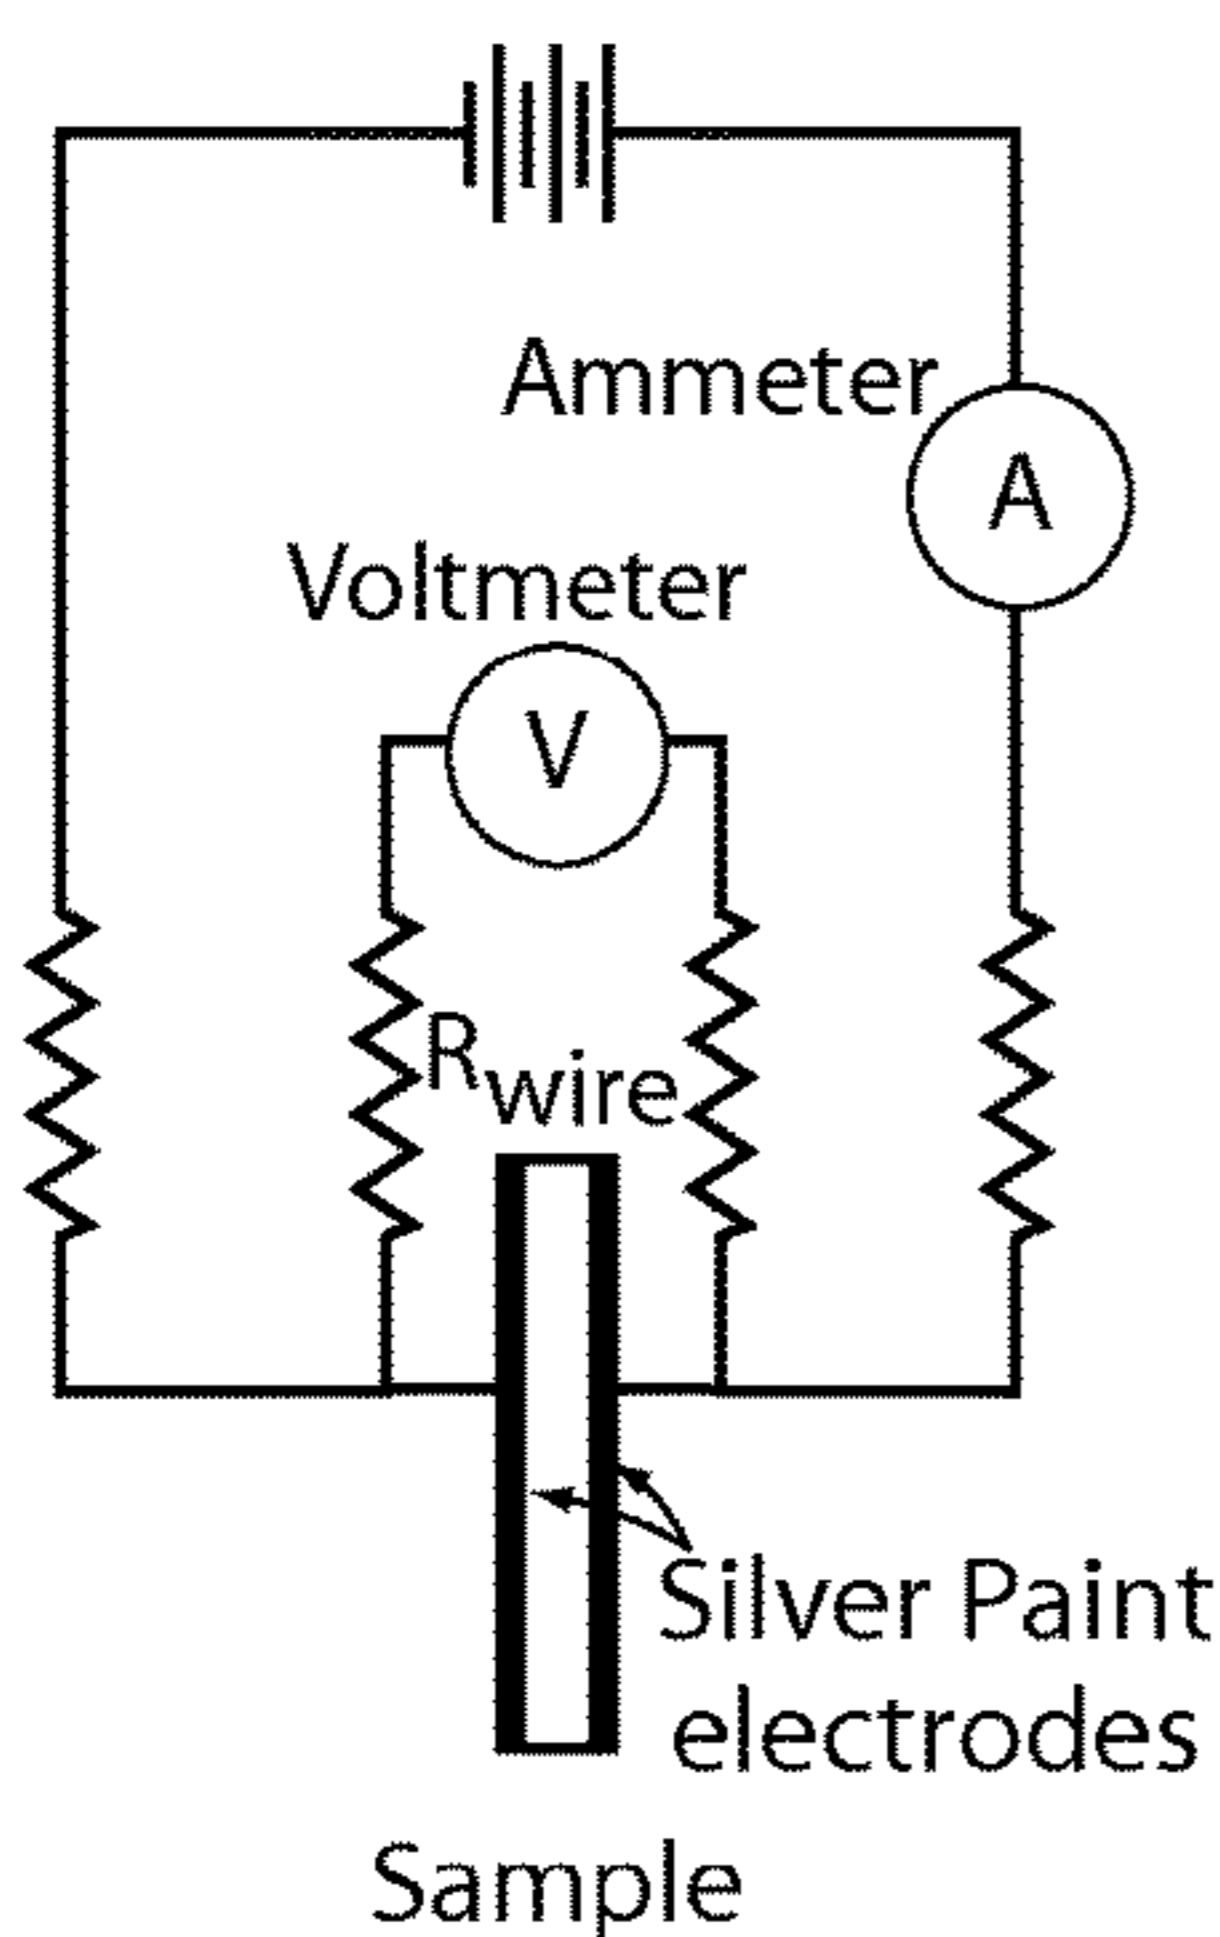 Ammeter
A
Voltmeter
V
Rwire
Silver Paint
electrodes
Sample